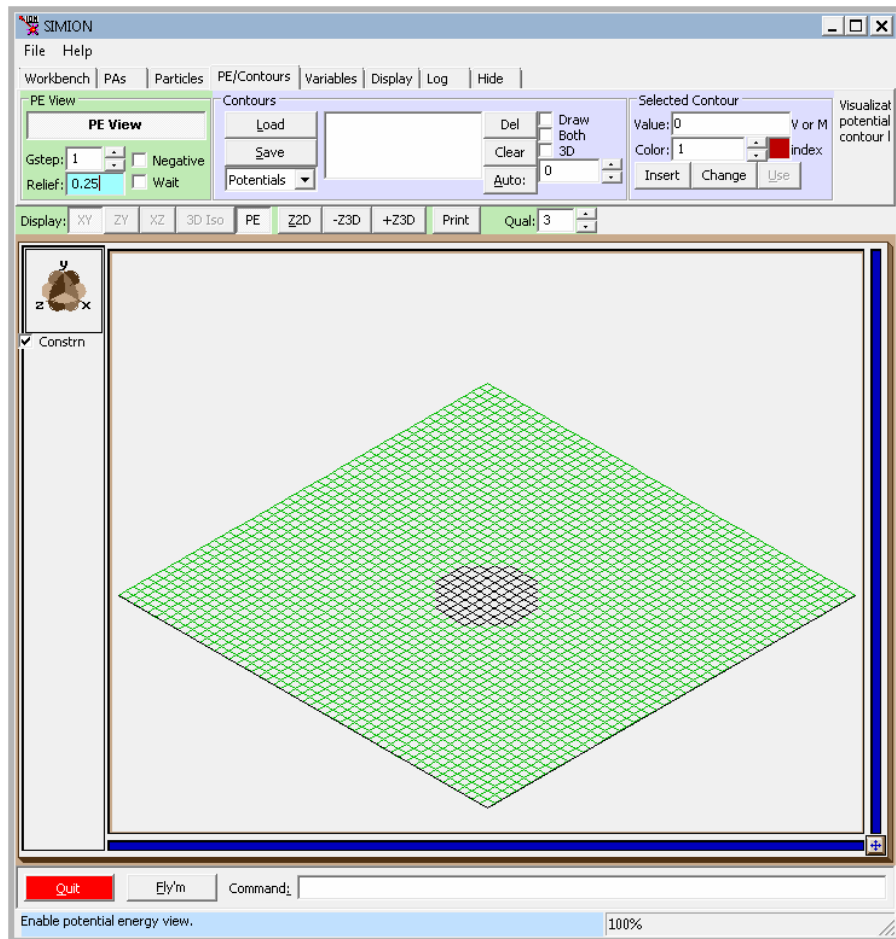 SIMION
File Help
Workbench PAs Particles PE/Contours Variables Display Log Hide
PE View Contours Selected Contour
PE View Load Del Draw Value: 0 V or M Visualizat
Both potential
Gstep: 1 Negative Save Clear 3D Color: 1 index contour l
Relief: 0.25 Wait Potentials Auto: 0 Insert Change Use
Display: XY ZY XZ 3D Iso PE Z2D -Z3D +Z3D Print Qual: 3
y
z x
Constrn
Quit Fly'm Command:
Enable potential energy view. 100%